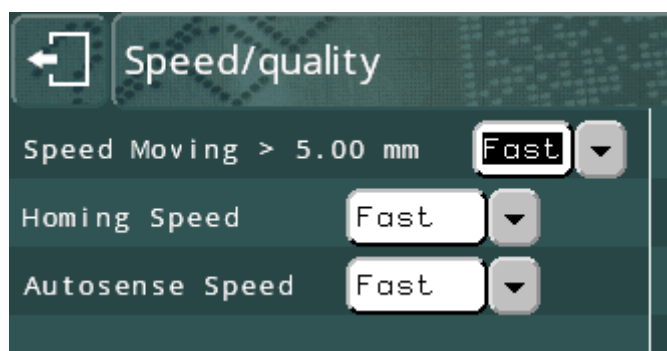 Speed/quality
Speed Moving > 5.00 mm Fast
Homing Speed Fast
Autosense Speed Fast